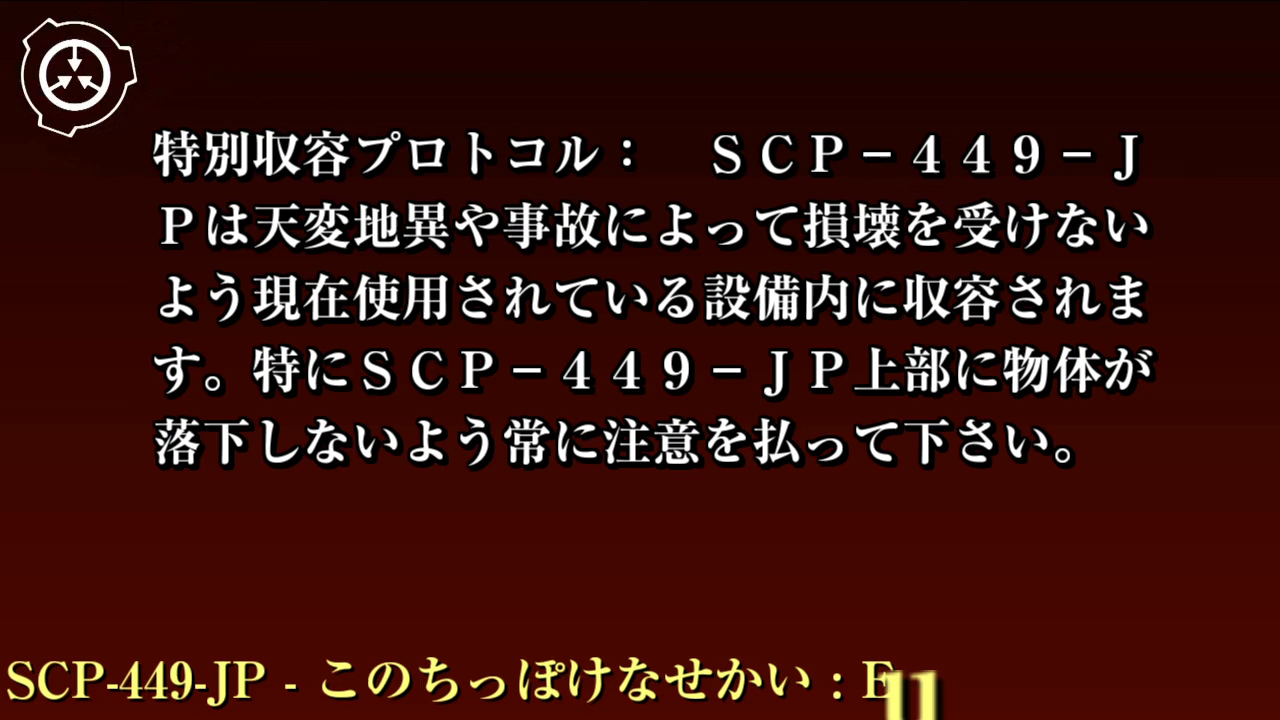 特別収容プロトコル：　ＳＣＰ－４４９－Ｊ
Ｐは天変地異や事故によって損壊を受けない
よう現在使用されている設備内に収容されま
す。特にＳＣＰ－４４９－ＪＰ上部に物体が
落下しないよう常に注意を払って下さい。
SCP-449-JP - このちっぽけなせかい : E